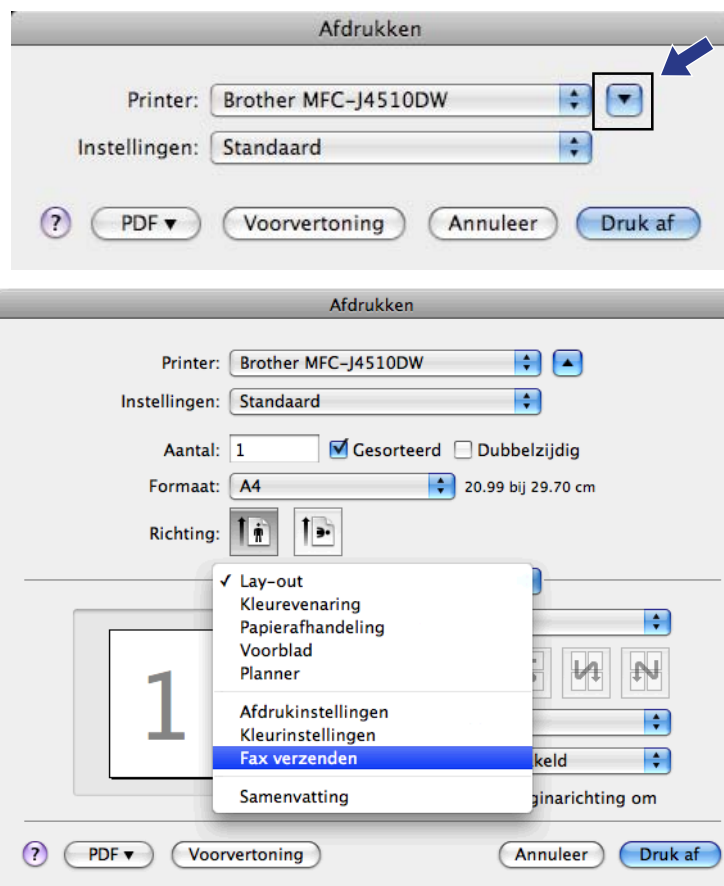 Afdrukken
Printer: Brother MFC-J4510DW
Instellingen: Standaard
? PDF▼ Voorvertoning Annuleer Druk af
Afdrukken
Printer: Brother MFC-J4510DW
Instellingen: Standaard
Aantal: 1 Gesorteerd Dubbelzijdig
Formaat: A4 20.99 bij 29.70 cm
Richting:
✓ Lay-out
Kleurevenaring
Papierafhandeling
Voorblad
Planner
1
Afdrukinstellingen
Kleurinstellingen
Fax verzenden
keld
Samenvatting
ginarichting om
? PDF▼ Voorvertoning Annuleer Druk af